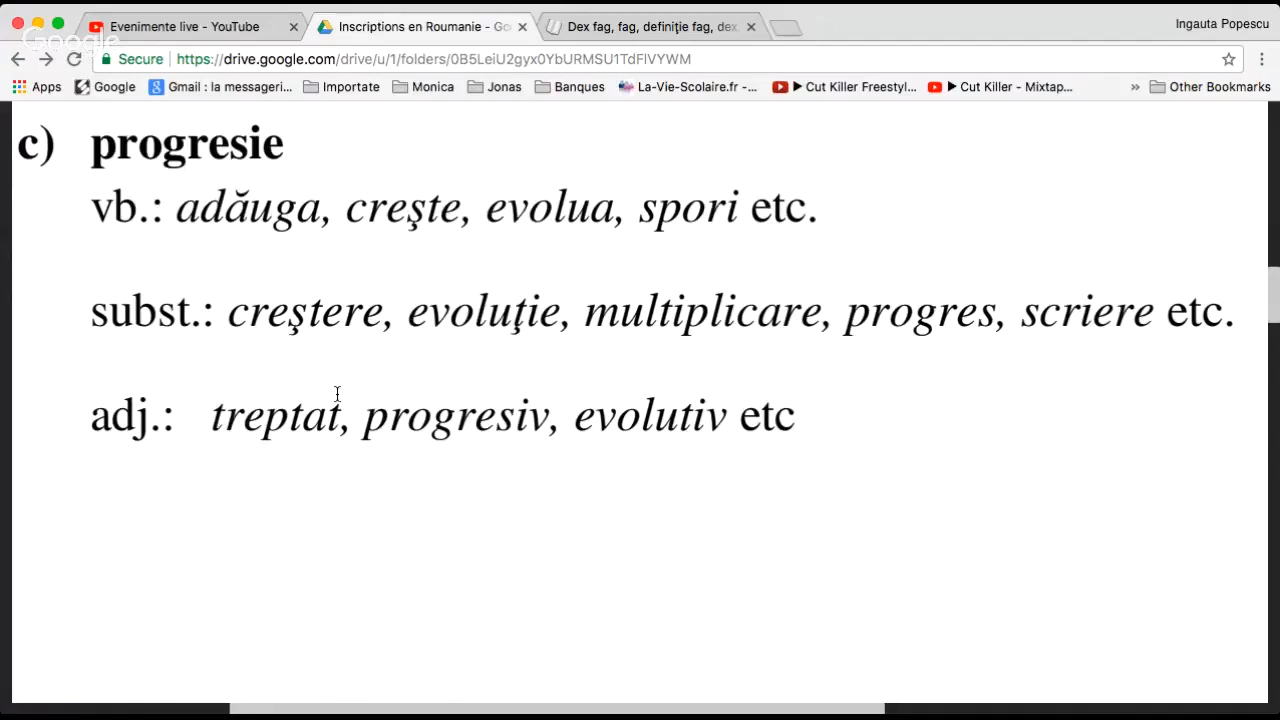 Evenimente live - YouTube
Inscriptions en Roumanie - Go
Dex fag, fag, definiţie fag, dex.
Ingauta Popescu
Google
Secure
https://drive.google.com/drive/u/1/folders/0B5LeiU2gyx0YbURMSU1TdFlVYWM
Apps Google Gmail : la messageri... Importate Monica Jonas Banques La-Vie-Scolaire.fr -... ▶ Cut Killer Freestyl... ▶ Cut Killer - Mixtap... » Other Bookmarks
c) progresie
vb.: adăuga, creşte, evolua, spori etc.
subst.: creştere, evoluţie, multiplicare, progres, scriere etc.
adj.: treptat, progresiv, evolutiv etc